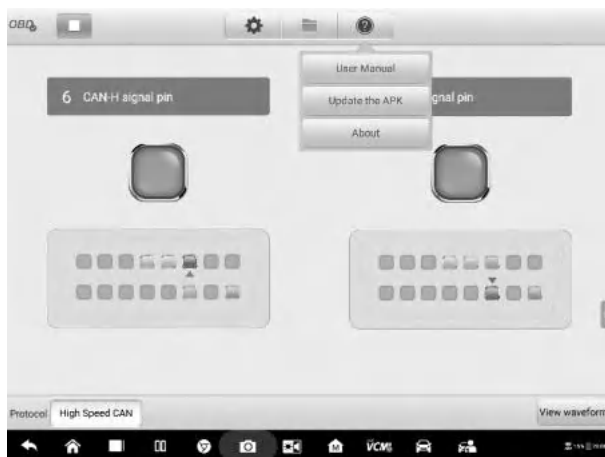 OBD
User Manual
6 CAN-H signal pin
Update the APK
gnal pin
About
Protocol High Speed CAN
View waveform
M
VCMI